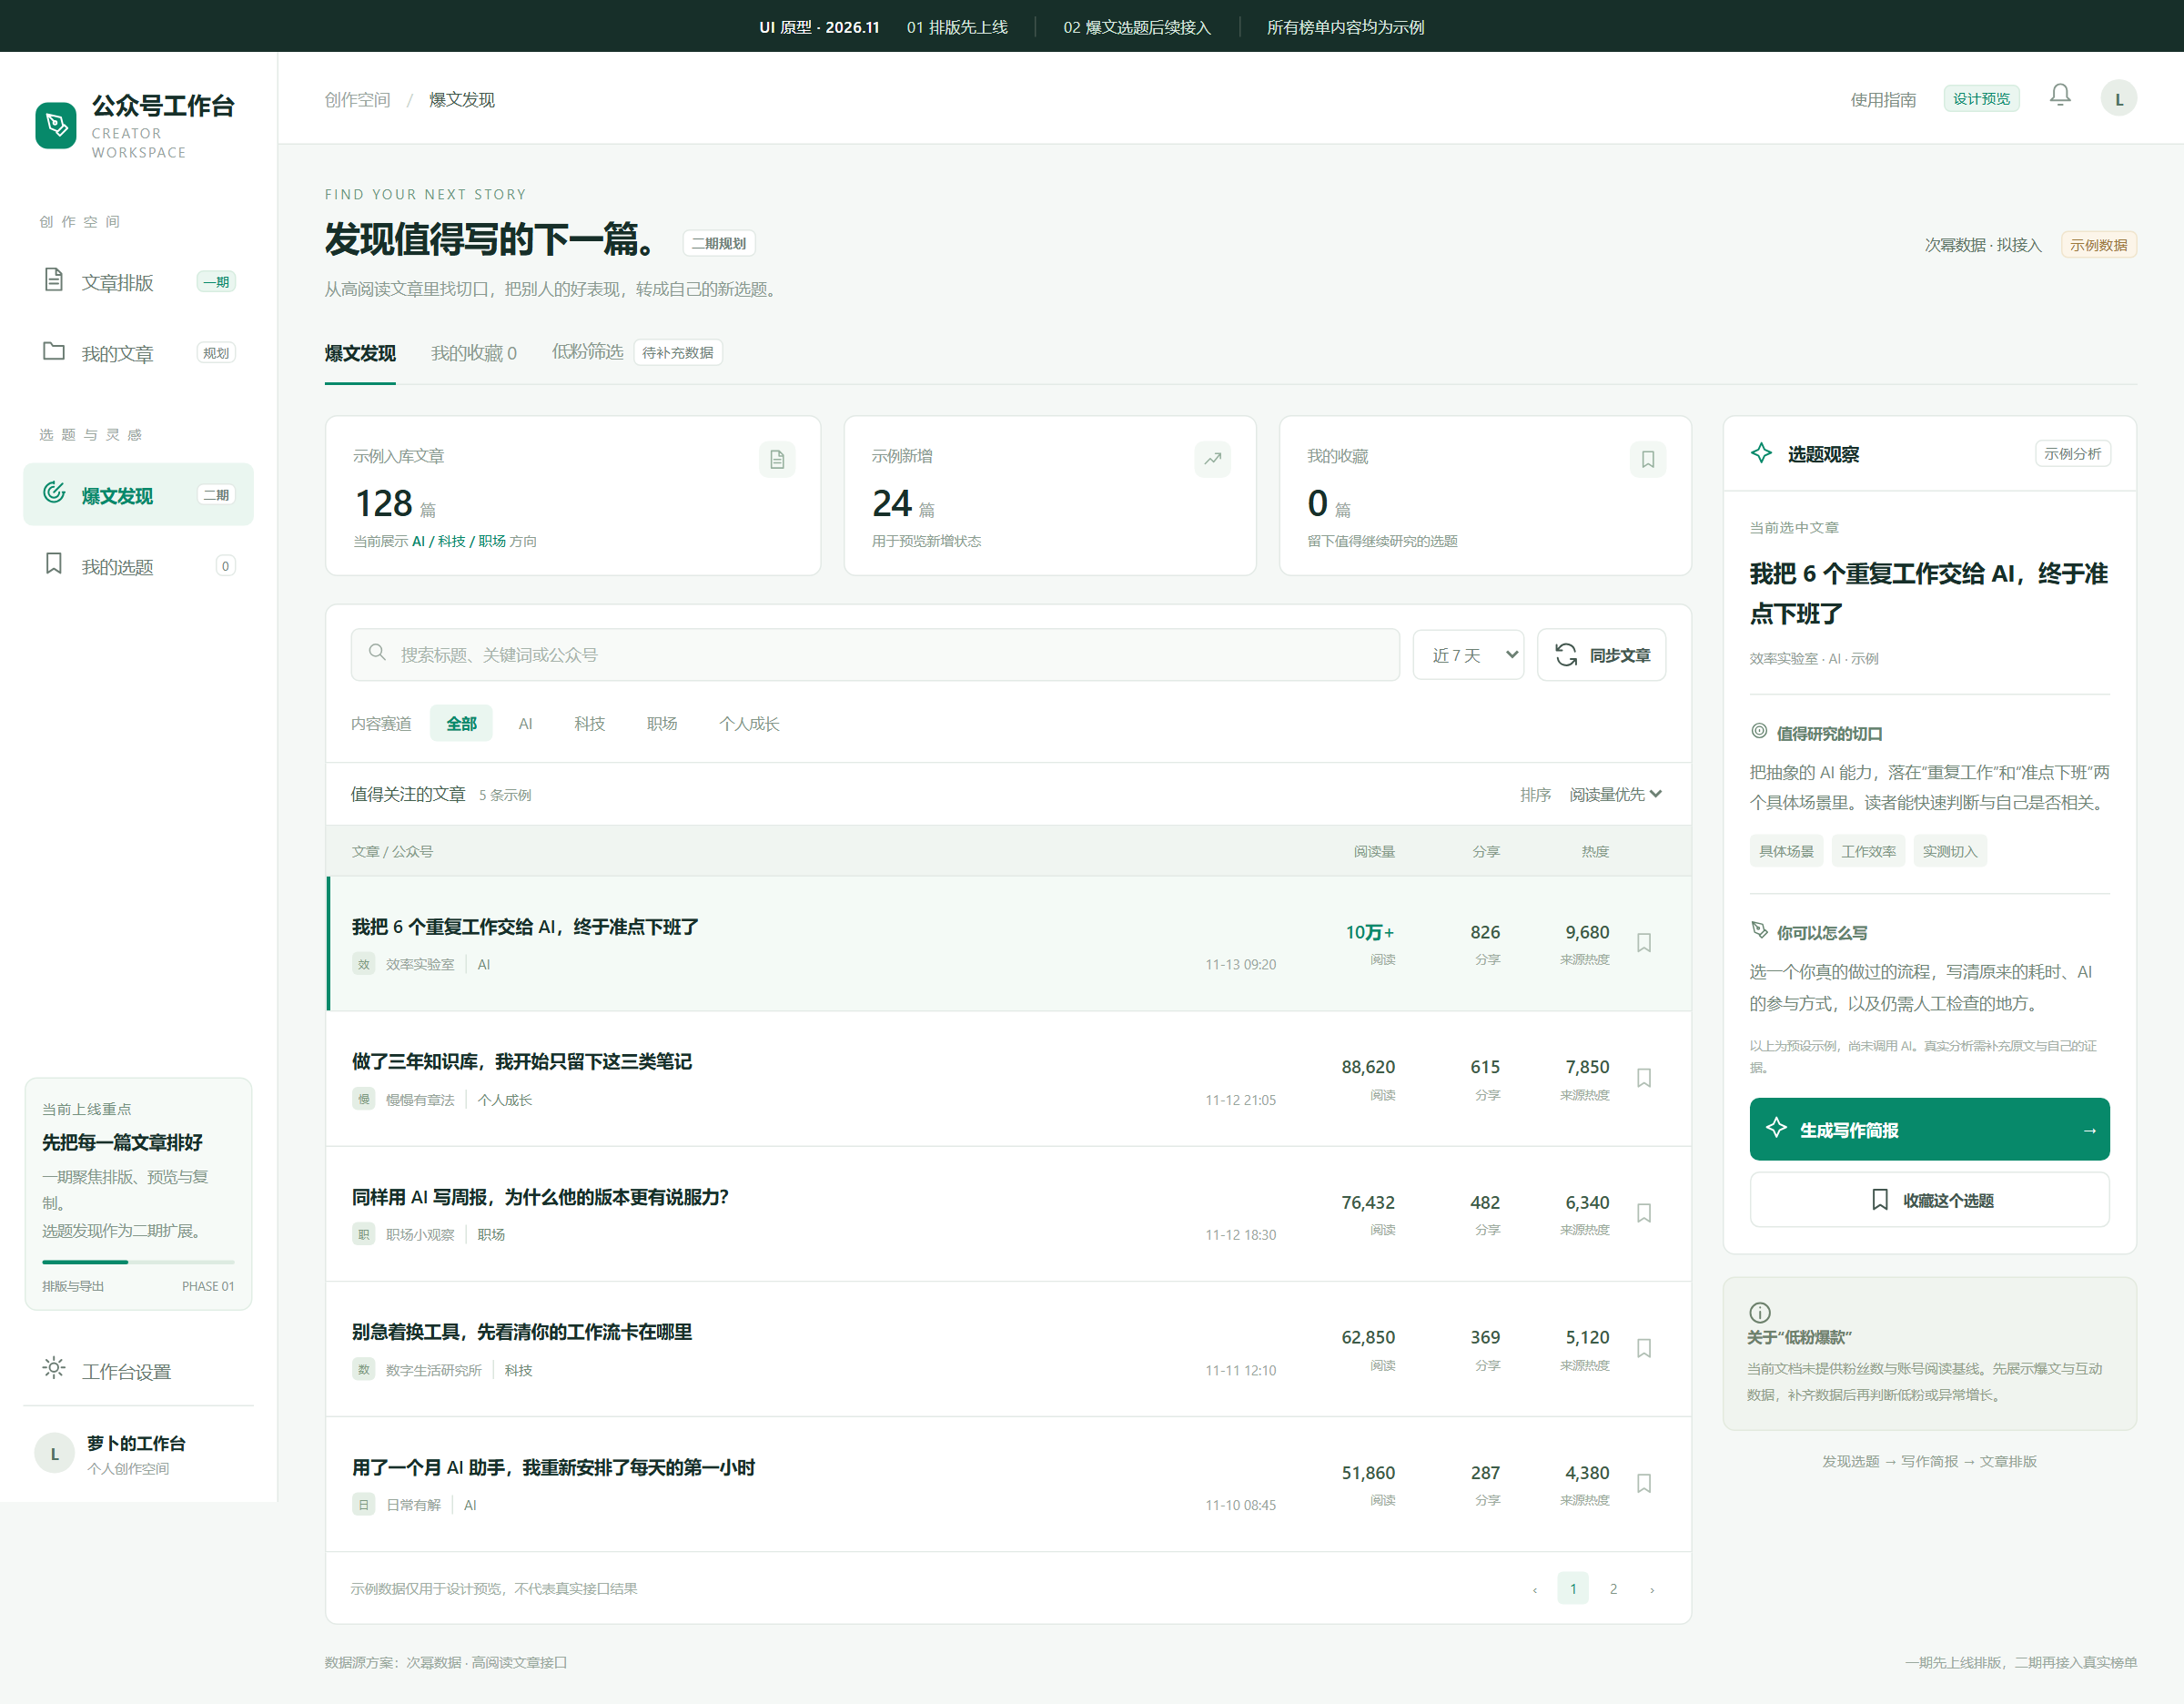 UI 原型 · 2026.11 01 排版先上线 02 爆文选题后续接入 所有榜单内容均为示例
公众号工作台
CREATOR
WORKSPACE
创作空间
文章排版 一期
我的文章 规划
选题与灵感
爆文发现 二期
我的选题 0
当前上线重点
先把每一篇文章排好
一期聚焦排版、预览与复
制。
选题发现作为二期扩展。
排版与导出 PHASE 01
工作台设置
L 萝卜的工作台
个人创作空间
创作空间 / 爆文发现
使用指南 设计预览 L
FIND YOUR NEXT STORY
发现值得写的下一篇。 二期规划
从高阅读文章里找切口，把别人的好表现，转成自己的新选题。
次幂数据 · 拟接入 示例数据
爆文发现 我的收藏 0 低粉筛选 待补充数据
示例入库文章
128 篇
当前展示 AI / 科技 / 职场 方向
示例新增
24 篇
用于预览新增状态
我的收藏
0 篇
留下值得继续研究的选题
搜索标题、关键词或公众号 近 7 天 同步文章
内容赛道 全部 AI 科技 职场 个人成长
值得关注的文章 5 条示例 排序 阅读量优先
文章 / 公众号 阅读量 分享 热度
我把 6 个重复工作交给 AI，终于准点下班了
效 效率实验室 AI 11-13 09:20
10万+ 826 9,680
阅读 分享 来源热度
做了三年知识库，我开始只留下这三类笔记
慢 慢慢有章法 个人成长 11-12 21:05
88,620 615 7,850
阅读 分享 来源热度
同样用 AI 写周报，为什么他的版本更有说服力？
职 职场小观察 职场 11-12 18:30
76,432 482 6,340
阅读 分享 来源热度
别急着换工具，先看清你的工作流卡在哪里
数 数字生活研究所 科技 11-11 12:10
62,850 369 5,120
阅读 分享 来源热度
用了一个月 AI 助手，我重新安排了每天的第一小时
日 日常有解 AI 11-10 08:45
51,860 287 4,380
阅读 分享 来源热度
示例数据仅用于设计预览，不代表真实接口结果 ‹ 1 2 ›
选题观察 示例分析
当前选中文章
我把 6 个重复工作交给 AI，终于准
点下班了
效率实验室 · AI · 示例
值得研究的切口
把抽象的 AI 能力，落在“重复工作”和“准点下班”两
个具体场景里。读者能快速判断与自己是否相关。
具体场景 工作效率 实测切入
你可以怎么写
选一个你真的做过的流程，写清原来的耗时、AI
的参与方式，以及仍需人工检查的地方。
以上为预设示例，尚未调用 AI。真实分析需补充原文与自己的证
据。
生成写作简报 →
收藏这个选题
关于“低粉爆款”
当前文档未提供粉丝数与账号阅读基线。先展示爆文与互动
数据，补齐数据后再判断低粉或异常增长。
发现选题 → 写作简报 → 文章排版
数据源方案：次幂数据 · 高阅读文章接口
一期先上线排版，二期再接入真实榜单